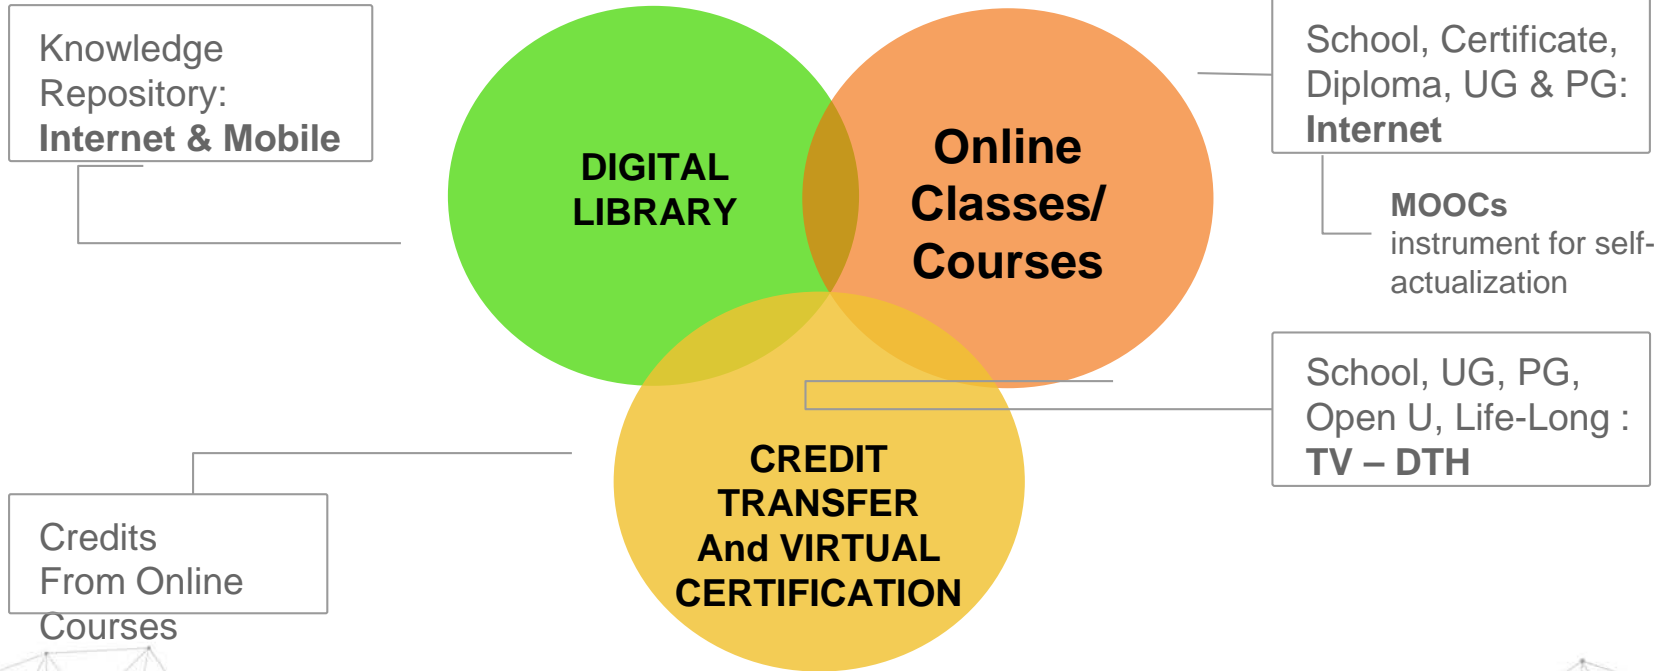 Knowledge
Repository:
Internet & Mobile
DIGITAL
LIBRARY
Online
Classes/
Courses
School, Certificate,
Diploma, UG & PG:
Internet
MOOCs
instrument for self-
actualization
School, UG, PG,
Open U, Life-Long :
TV – DTH
CREDIT
TRANSFER
And VIRTUAL
CERTIFICATION
Credits
From Online
Courses